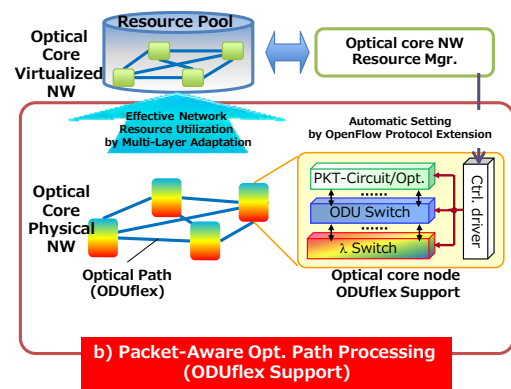 Resource Pool
Optical
Core
Virtualized
NW
Optical core NW
Resource Mgr.
Effective Network
Resource Utilization
by Multi-Layer Adaptation
Automatic Setting
by OpenFlow Protocol Extension
Optical
Core
Physical
NW
PKT-Circuit/Opt.
ODU Switch
λ Switch
Ctrl. driver
Optical Path
(ODUflex)
Optical core node
ODUflex Support
b) Packet-Aware Opt. Path Processing
(ODUflex Support)